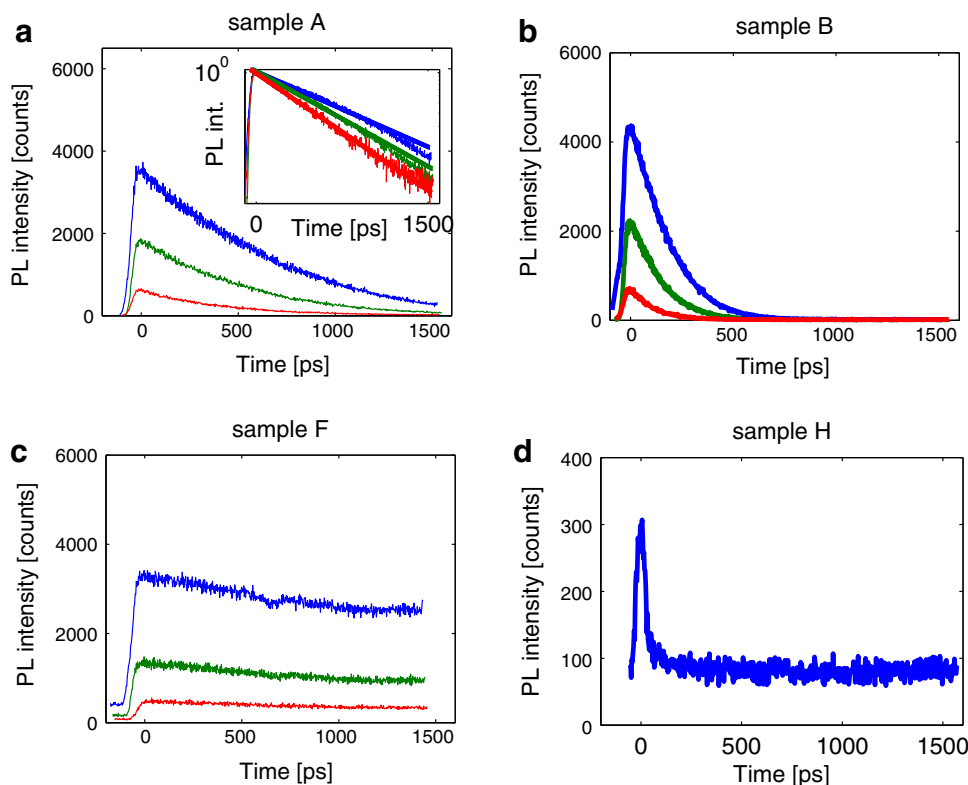 a
sample A
PL intensity [counts]
6000
4000
2000
0
0
500
1000
1500
Time [ps]
10^0
PL int.
0
1500
Time [ps]
b
sample B
PL intensity [counts]
6000
4000
2000
0
0
500
1000
1500
Time [ps]
c
sample F
PL intensity [counts]
6000
4000
2000
0
0
500
1000
1500
Time [ps]
d
sample H
PL intensity [counts]
400
300
200
100
0
0
500
1000
1500
Time [ps]